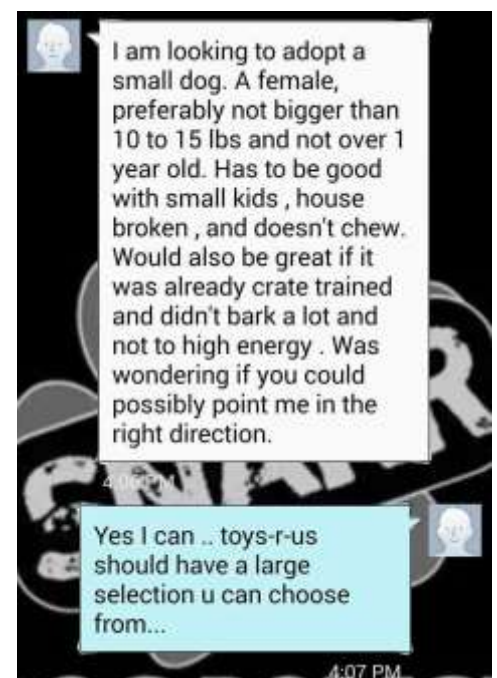 I am looking to adopt a
small dog. A female,
preferably not bigger than
10 to 15 lbs and not over 1
year old. Has to be good
with small kids , house
broken , and doesn't chew.
Would also be great if it
was already crate trained
and didn't bark a lot and
not to high energy . Was
wondering if you could
possibly point me in the
right direction.
4:06 PM
Yes I can .. toys-r-us
should have a large
selection u can choose
from...
4:07 PM